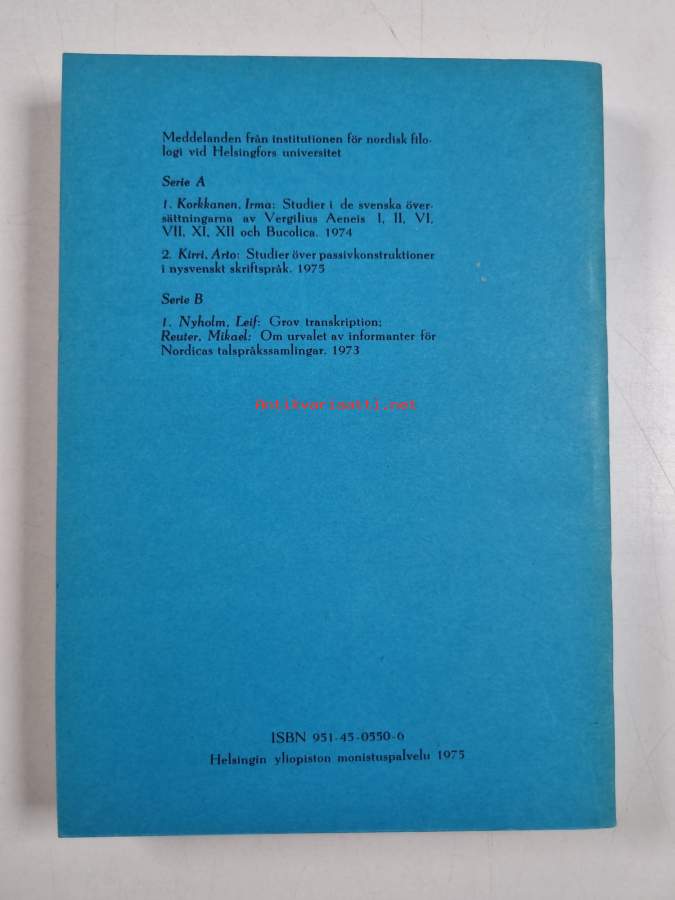 Meddelanden från institutionen för nordisk filo-
logi vid Helsingfors universitet
Serie A
1. Korkkanen, Irma: Studier i de svenska över-
sättningarna av Vergilius Aeneis I, II, VI,
VII, XI, XII och Bucolica. 1974
2. Kirri, Arto: Studier över passivkonstruktioner
i nysvenskt skriftspråk. 1975
Serie B
1. Nyholm, Leif: Grov transkription;
Reuter, Mikael: Om urvalet av informanter för
Nordicas talspråkssamlingar. 1973
Antikvariaatti.net
ISBN 951-45-0550-6
Helsingin yliopiston monistuspalvelu 1975